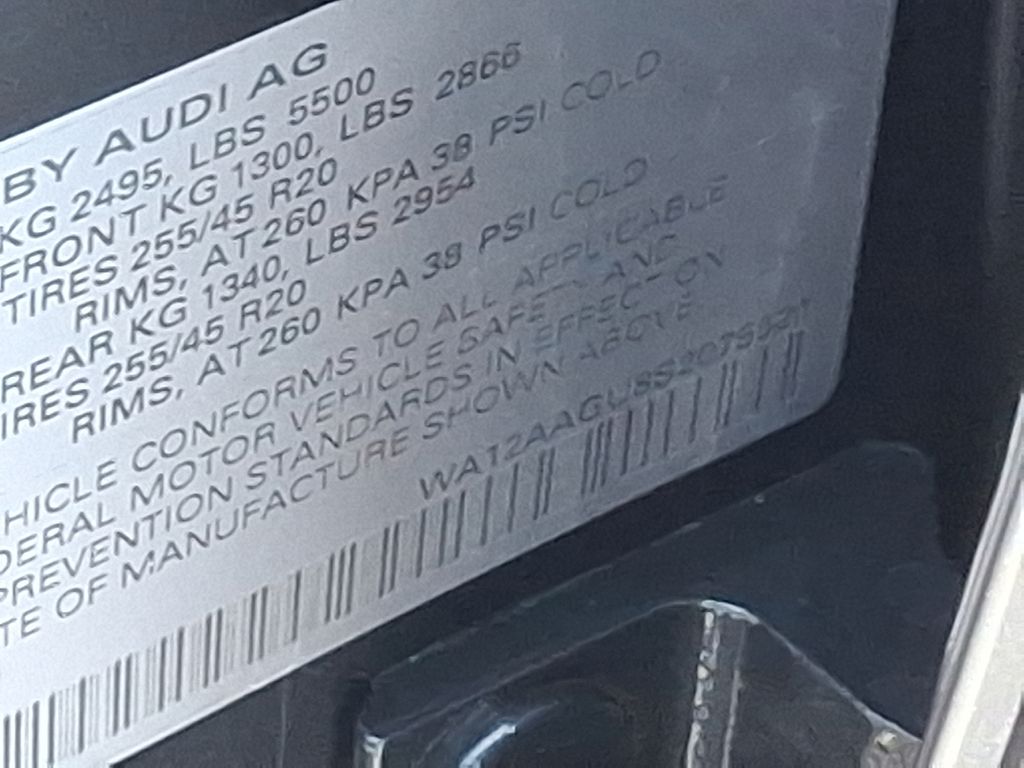 BY AUDI AG
KG 2495, LBS 5500
FRONT KG 1300, LBS 2866
TIRES 255/45 R20
RIMS, AT 260 KPA 38 PSI COLD
REAR KG 1340, LBS 2954
IRES 255/45 R20
RIMS, AT 260 KPA 38 PSI COLD
HICLE CONFORMS TO ALL APPLICABLE
DERAL MOTOR VEHICLE SAFETY AND
PREVENTION STANDARDS IN EFFECT ON
TE OF MANUFACTURE SHOWN ABOVE